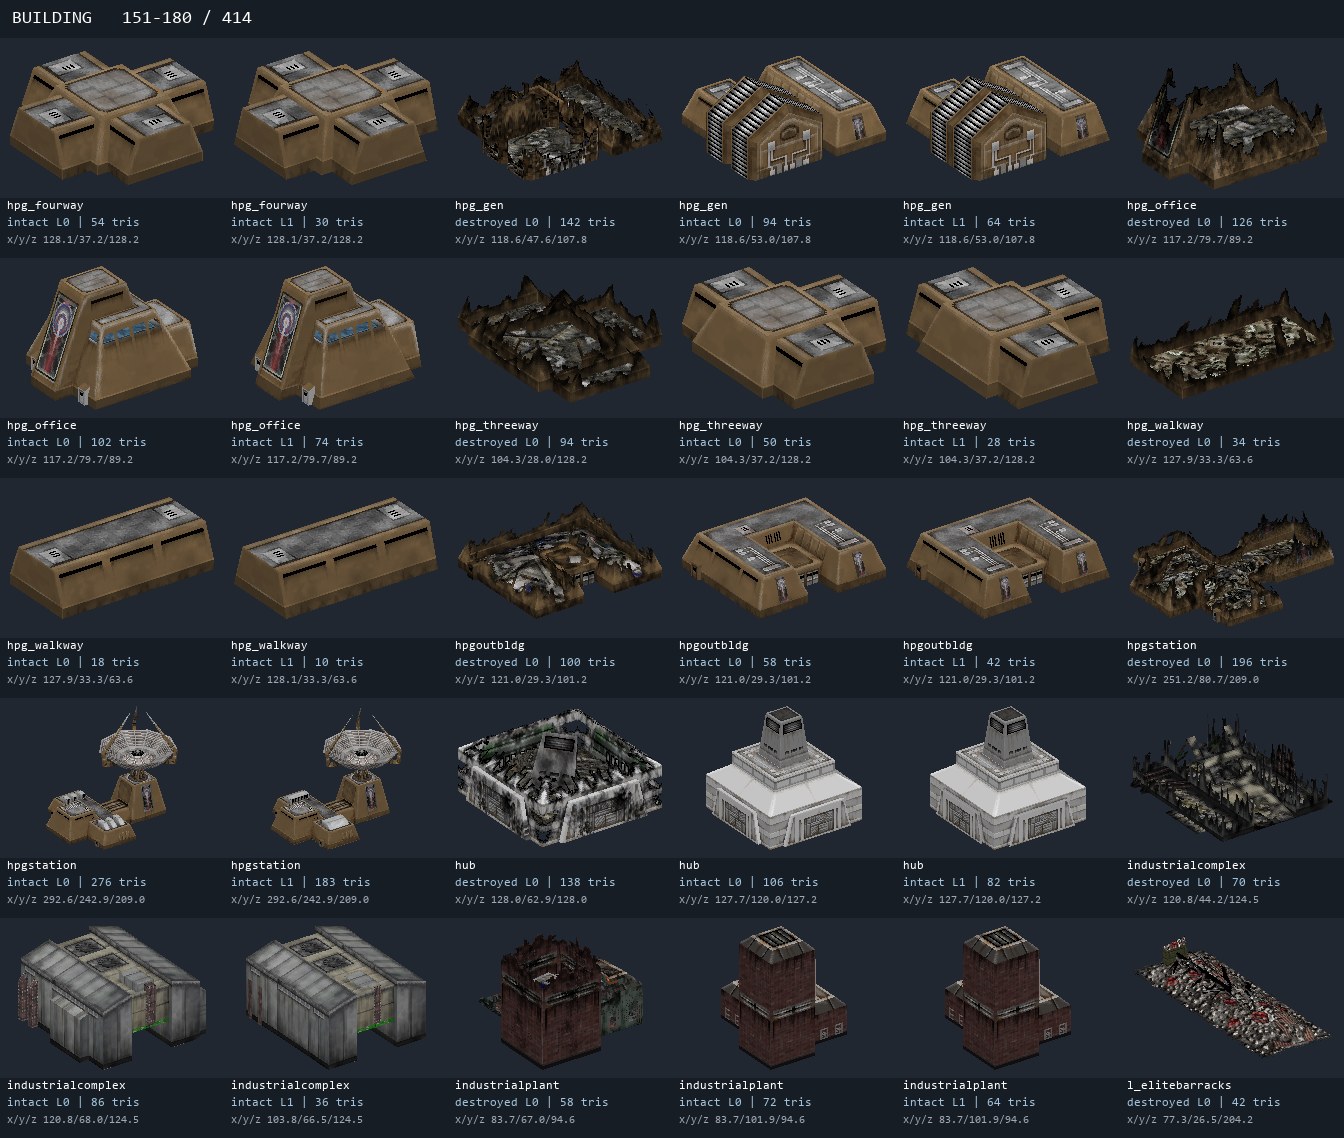 BUILDING 151-180 / 414
hpg_fourway
intact L0 | 54 tris
x/y/z 128.1/37.2/128.2
hpg_fourway
intact L1 | 30 tris
x/y/z 128.1/37.2/128.2
hpg_gen
destroyed L0 | 142 tris
x/y/z 118.6/47.6/107.8
hpg_gen
intact L0 | 94 tris
x/y/z 118.6/53.0/107.8
hpg_gen
intact L1 | 64 tris
x/y/z 118.6/53.0/107.8
hpg_office
destroyed L0 | 126 tris
x/y/z 117.2/79.7/89.2
hpg_office
intact L0 | 102 tris
x/y/z 117.2/79.7/89.2
hpg_office
intact L1 | 74 tris
x/y/z 117.2/79.7/89.2
hpg_threeway
destroyed L0 | 94 tris
x/y/z 104.3/28.0/128.2
hpg_threeway
intact L0 | 50 tris
x/y/z 104.3/37.2/128.2
hpg_threeway
intact L1 | 28 tris
x/y/z 104.3/37.2/128.2
hpg_walkway
destroyed L0 | 34 tris
x/y/z 127.9/33.3/63.6
hpg_walkway
intact L0 | 18 tris
x/y/z 127.9/33.3/63.6
hpg_walkway
intact L1 | 10 tris
x/y/z 128.1/33.3/63.6
hpgoutbldg
destroyed L0 | 100 tris
x/y/z 121.0/29.3/101.2
hpgoutbldg
intact L0 | 58 tris
x/y/z 121.0/29.3/101.2
hpgoutbldg
intact L1 | 42 tris
x/y/z 121.0/29.3/101.2
hpgstation
destroyed L0 | 196 tris
x/y/z 251.2/80.7/209.0
hpgstation
intact L0 | 276 tris
x/y/z 292.6/242.9/209.0
hpgstation
intact L1 | 183 tris
x/y/z 292.6/242.9/209.0
hub
destroyed L0 | 138 tris
x/y/z 128.0/62.9/128.0
hub
intact L0 | 106 tris
x/y/z 127.7/120.0/127.2
hub
intact L1 | 82 tris
x/y/z 127.7/120.0/127.2
industrialcomplex
destroyed L0 | 70 tris
x/y/z 120.8/44.2/124.5
industrialcomplex
intact L0 | 86 tris
x/y/z 120.8/68.0/124.5
industrialcomplex
intact L1 | 36 tris
x/y/z 103.8/66.5/124.5
industrialplant
destroyed L0 | 58 tris
x/y/z 83.7/67.0/94.6
industrialplant
intact L0 | 72 tris
x/y/z 83.7/101.9/94.6
industrialplant
intact L1 | 64 tris
x/y/z 83.7/101.9/94.6
l_elitebarracks
destroyed L0 | 42 tris
x/y/z 77.3/26.5/204.2